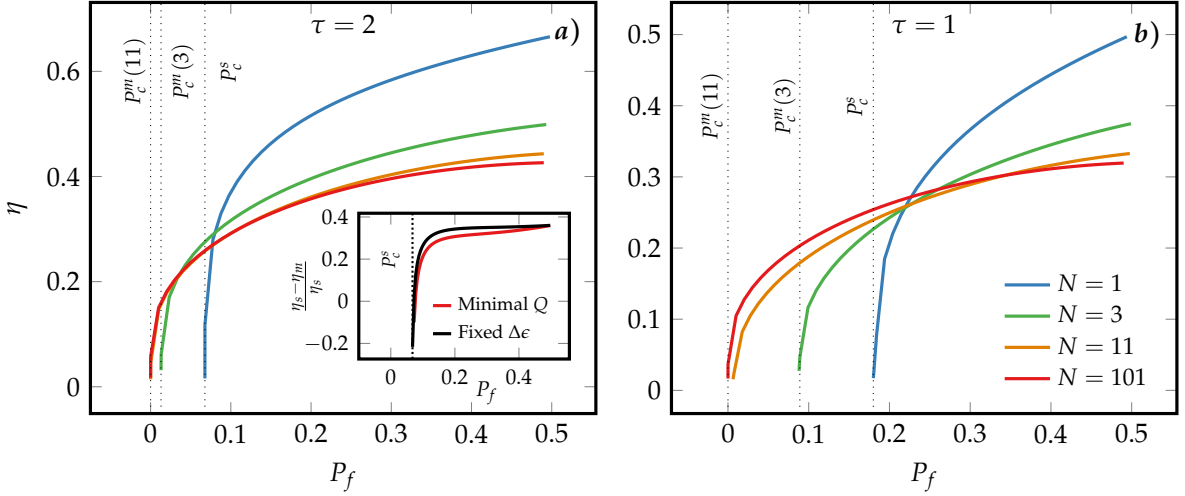 τ = 2
a)
η
0.6
0.4
0.2
0
P_c^m(11)
P_c^m(3)
P_c^s
0
0.1
0.2
0.3
0.4
0.5
P_f
η_s−η_m
η_s
0.4
0.2
0
−0.2
P_c^s
Minimal Q
Fixed Δϵ
0
0.2
0.4
P_f
τ = 1
b)
0.5
0.4
0.3
0.2
0.1
0
P_c^m(11)
P_c^m(3)
P_c^s
N = 1
N = 3
N = 11
N = 101
0
0.1
0.2
0.3
0.4
0.5
P_f